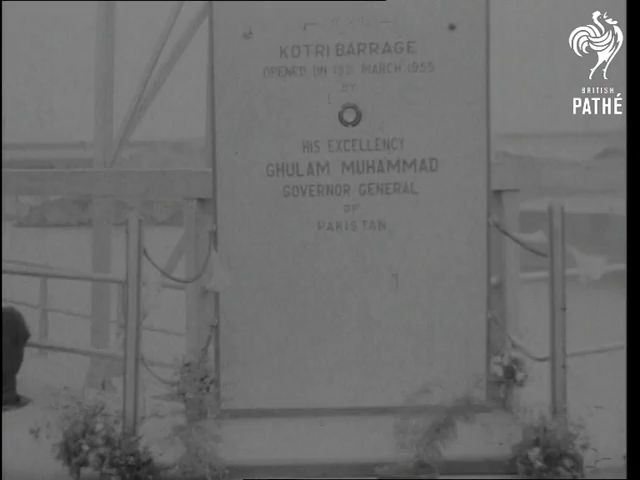 KOTRI BARRAGE
OPENED ON 15TH MARCH 1955
BY
HIS EXCELLENCY
GHULAM MUHAMMAD
GOVERNOR GENERAL
OF
PAKISTAN
BRITISH
PATHÉ